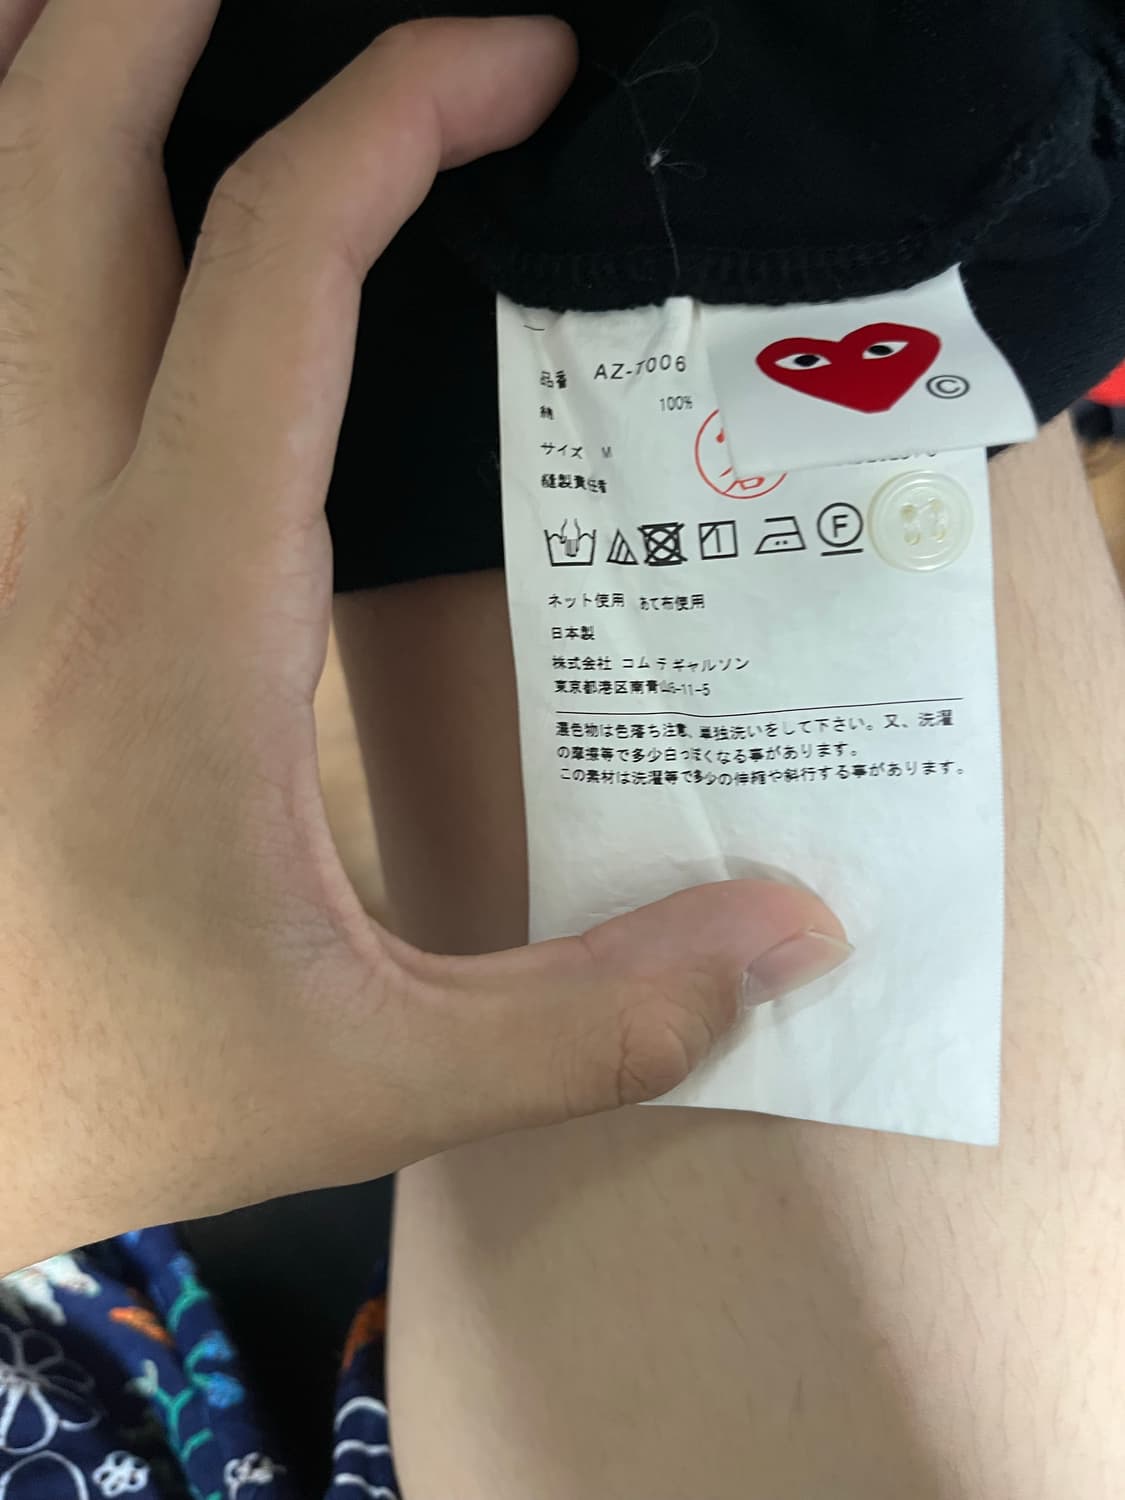 品番 AZ-T006
綿 100%
サイズ M
縫製責任者
F
ネット使用 あて布使用
日本製
株式会社 コム デ ギャルソン
東京都港区南青山5-11-5
濃色物は色落ち注意、単独洗いをして下さい。又、洗濯
の摩擦等で多少白っぽくなる事があります。
この素材は洗濯等で多少の伸縮や斜行する事があります。
©